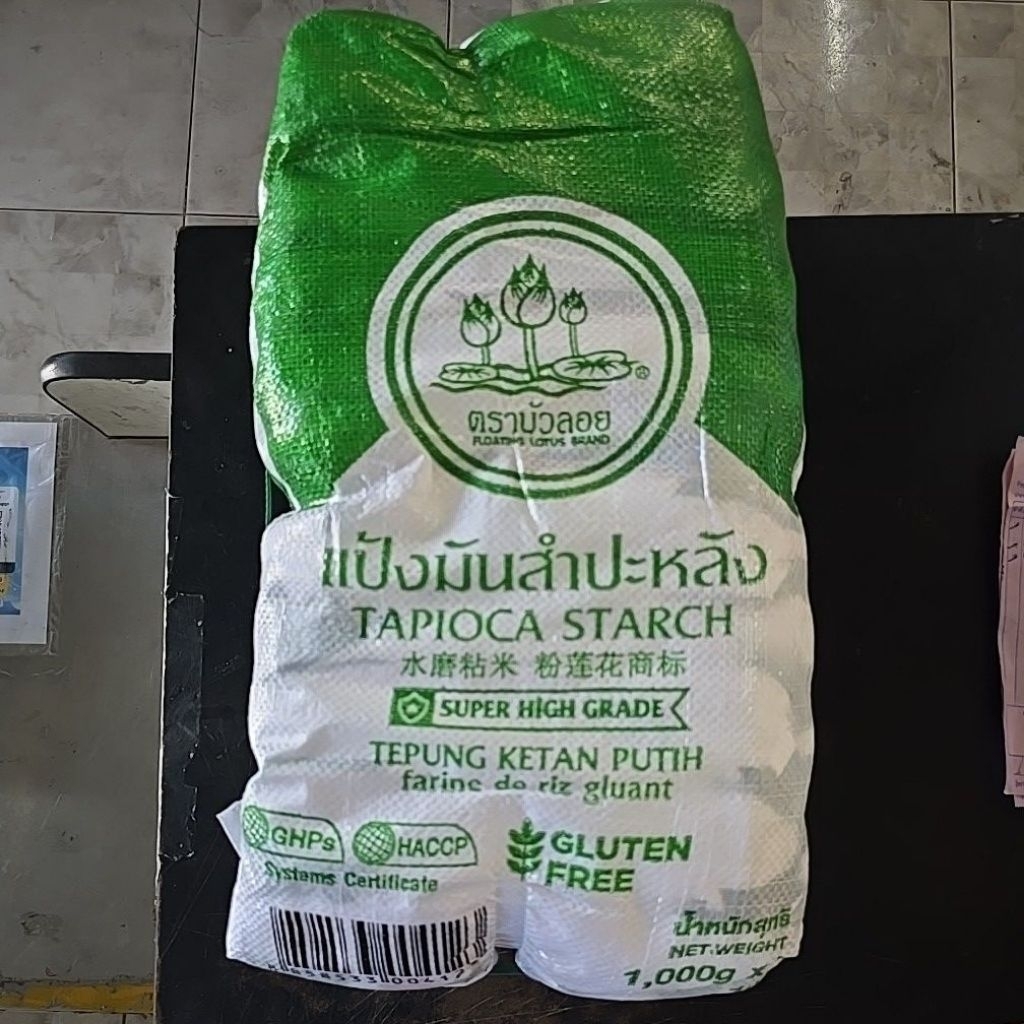 ตราบัวลอย
FLOATING LOTUS BRAND
แป้งมันสำปะหลัง
TAPIOCA STARCH
水磨粘米 粉莲花商标
SUPER HIGH GRADE
TEPUNG KETAN PUTIH
farine de riz gluant
GHPs HACCP
Systems Certificate
GLUTEN
FREE
น้ำหนักสุทธิ
NET.WEIGHT
1,000g x